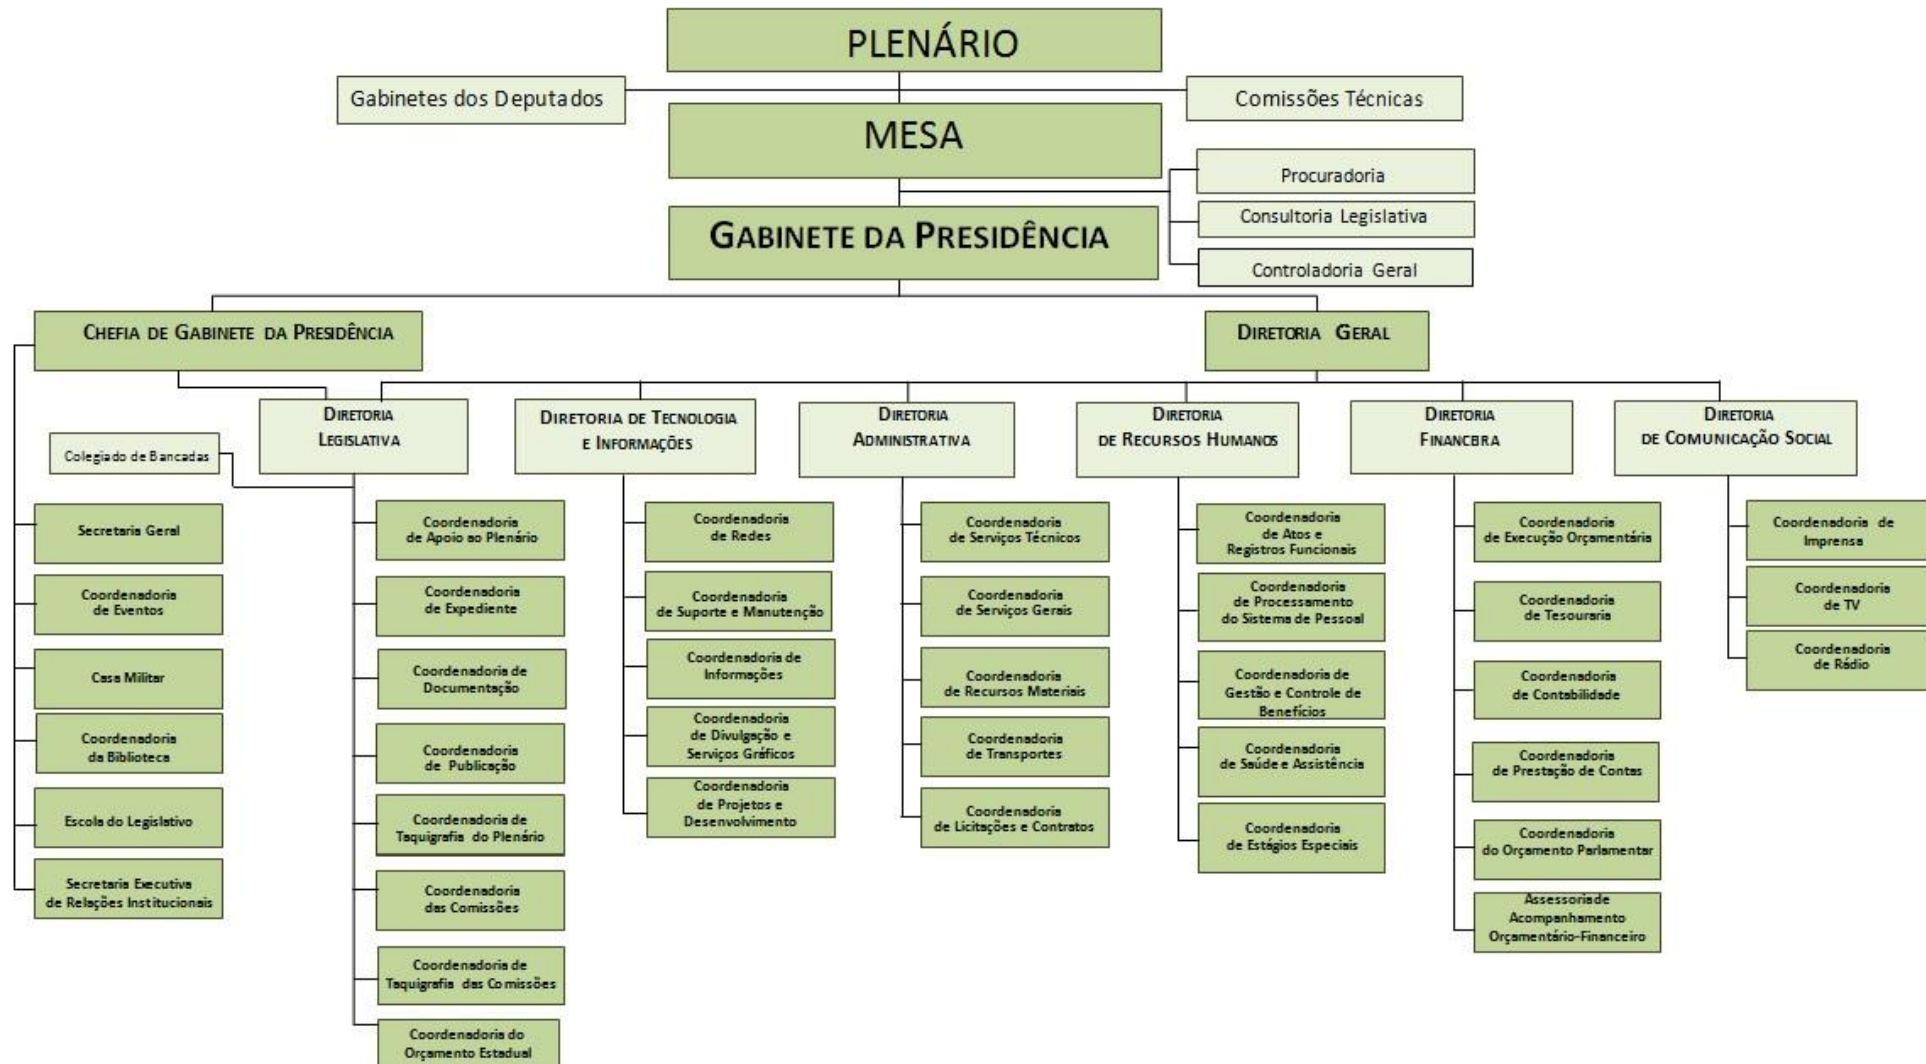 PLENÁRIO
Gabinetes dos Deputados
Comissões Técnicas
MESA
Procuradoria
Consultoria Legislativa
GABINETE DA PRESIDÊNCIA
Controladoria Geral
CHEFIA DE GABINETE DA PRESIDÊNCIA
DIRETORIA GERAL
DIRETORIA
LEGISLATIVA
DIRETORIA DE TECNOLOGIA
E INFORMAÇÕES
DIRETORIA
ADMINISTRATIVA
DIRETORIA
DE RECURSOS HUMANOS
DIRETORIA
FINANCEIRA
DIRETORIA
DE COMUNICAÇÃO SOCIAL
Colegiado de Bancadas
Secretaria Geral
Coordenadoria
de Eventos
Casa Militar
Coordenadoria
da Biblioteca
Escola do Legislativo
Secretaria Executiva
de Relações Institucionais
Coordenadoria
de Apoio ao Plenário
Coordenadoria
de Expediente
Coordenadoria de
Documentação
Coordenadoria
de Publicação
Coordenadoria de
Taquigrafia do Plenário
Coordenadoria
das Comissões
Coordenadoria de
Taquigrafia das Comissões
Coordenadoria do
Orçamento Estadual
Coordenadoria
de Redes
Coordenadoria
de Suporte e Manutenção
Coordenadoria de
Informações
Coordenadoria
de Divulgação e
Serviços Gráficos
Coordenadoria
de Projetos e
Desenvolvimento
Coordenadoria
de Serviços Técnicos
Coordenadoria
de Serviços Gerais
Coordenadoria
de Recursos Materiais
Coordenadoria
de Transportes
Coordenadoria
de Licitações e Contratos
Coordenadoria
de Atos e
Registros Funcionais
Coordenadoria
de Processamento
do Sistema de Pessoal
Coordenadoria de
Gestão e Controle de
Benefícios
Coordenadoria
de Saúde e Assistência
Coordenadoria
de Estágios Especiais
Coordenadoria
de Execução Orçamentária
Coordenadoria
de Tesouraria
Coordenadoria
de Contabilidade
Coordenadoria
de Prestação de Contas
Coordenadoria
do Orçamento Parlamentar
Assessoria de
Acompanhamento
Orçamentário-Financeiro
Coordenadoria de
Imprensa
Coordenadoria
de TV
Coordenadoria
de Rádio